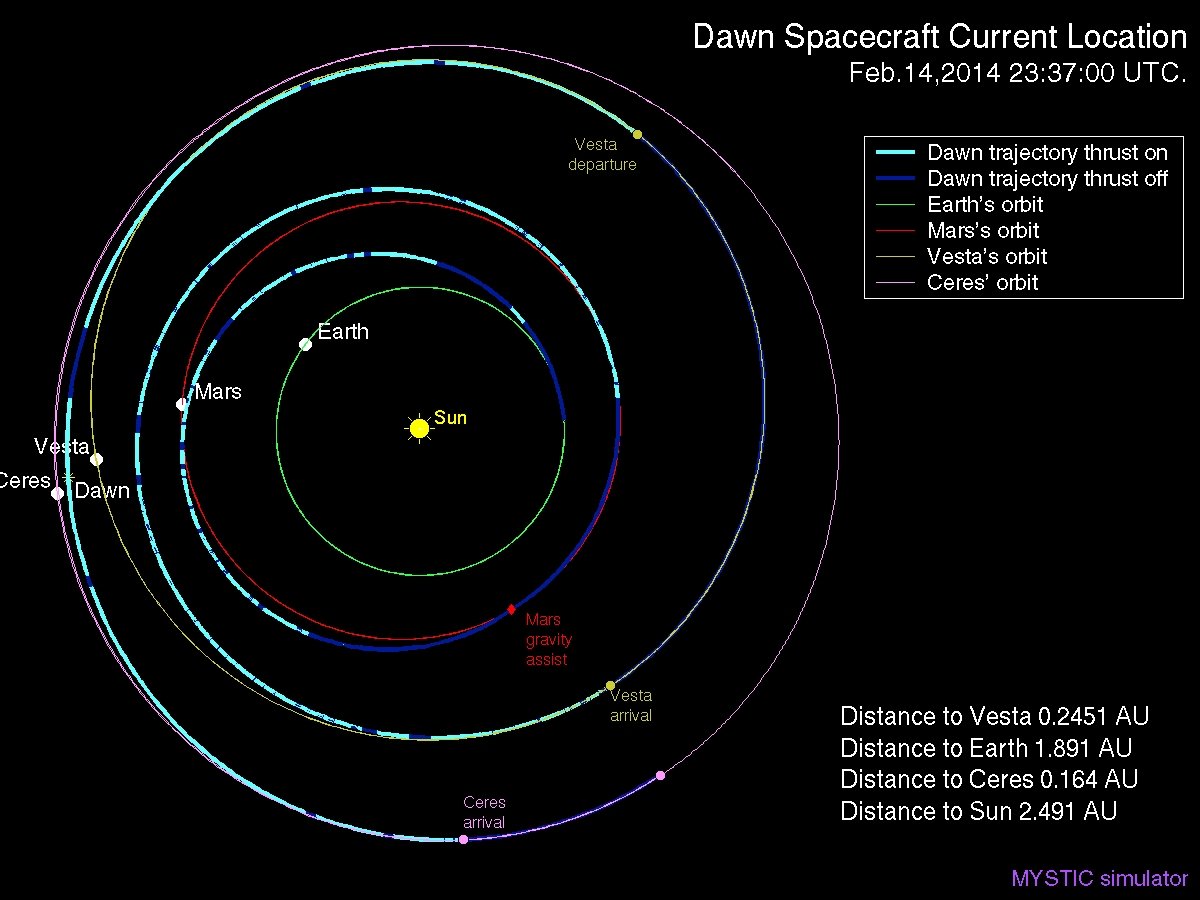 Dawn Spacecraft Current Location
Feb.14,2014 23:37:00 UTC.
Dawn trajectory thrust on
Dawn trajectory thrust off
Earth's orbit
Mars's orbit
Vesta's orbit
Ceres' orbit
Vesta
departure
Earth
Mars
Sun
Vesta
Ceres
Dawn
Mars
gravity
assist
Vesta
arrival
Ceres
arrival
Distance to Vesta 0.2451 AU
Distance to Earth 1.891 AU
Distance to Ceres 0.164 AU
Distance to Sun 2.491 AU
MYSTIC simulator